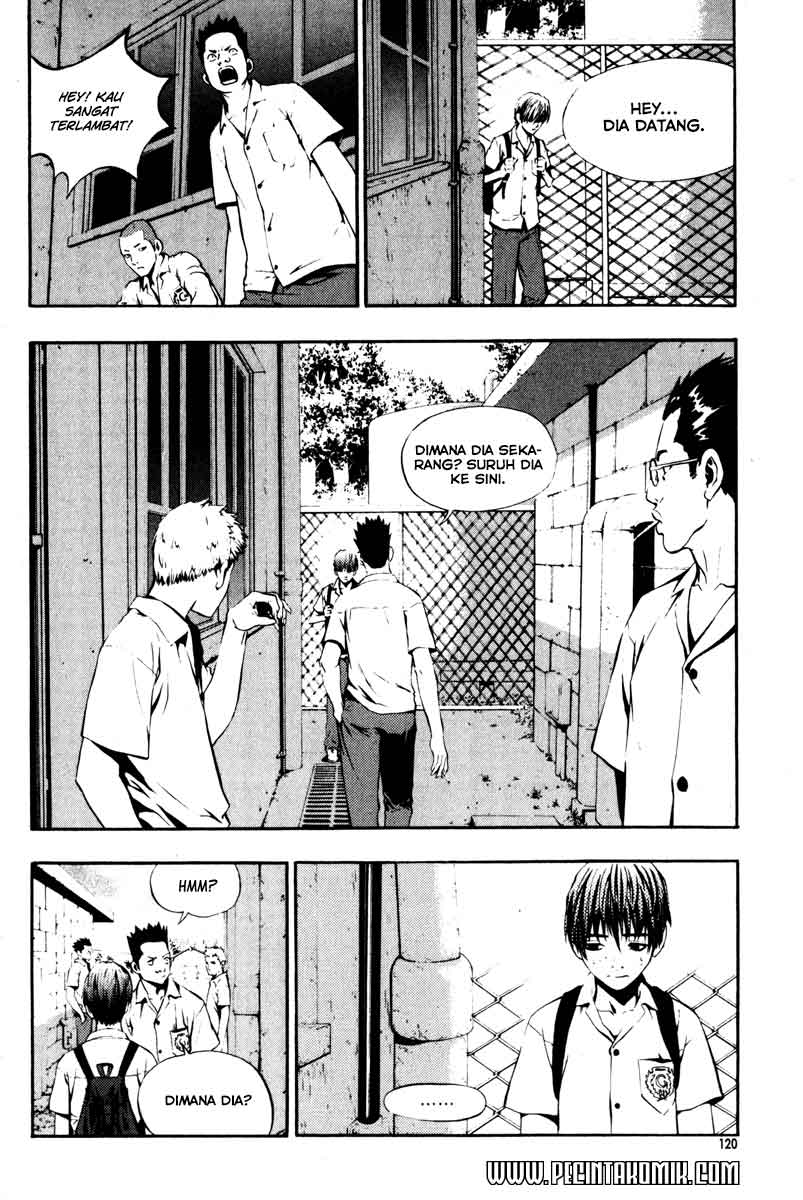 HEY...
DIA DATANG.
HEY! KAU
SANGAT
TERLAMBAT!
DIMANA DIA SEKA-
RANG? SURUH DIA
KE SINI.
HMM?
DIMANA DIA?
......
120
WWW.PECINTAKOMIK.COM